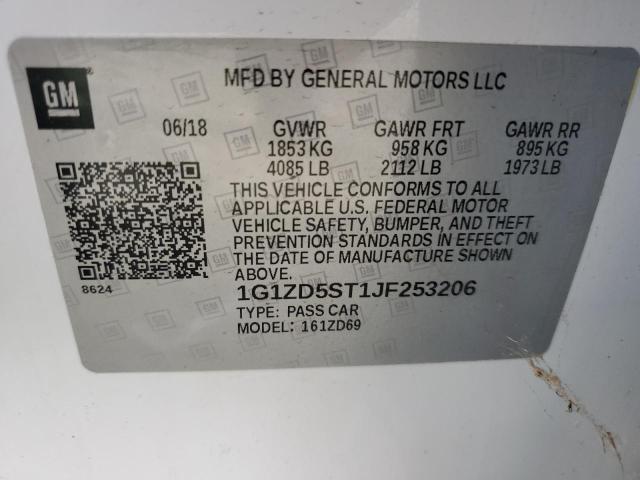 GM
MFD BY GENERAL MOTORS LLC
06/18 GVWR GAWR FRT GAWR RR
1853 KG 958 KG 895 KG
4085 LB 2112 LB 1973 LB
THIS VEHICLE CONFORMS TO ALL
APPLICABLE U.S. FEDERAL MOTOR
VEHICLE SAFETY, BUMPER, AND THEFT
PREVENTION STANDARDS IN EFFECT ON
THE DATE OF MANUFACTURE SHOWN
ABOVE.
8624
1G1ZD5ST1JF253206
TYPE: PASS CAR
MODEL: 161ZD69